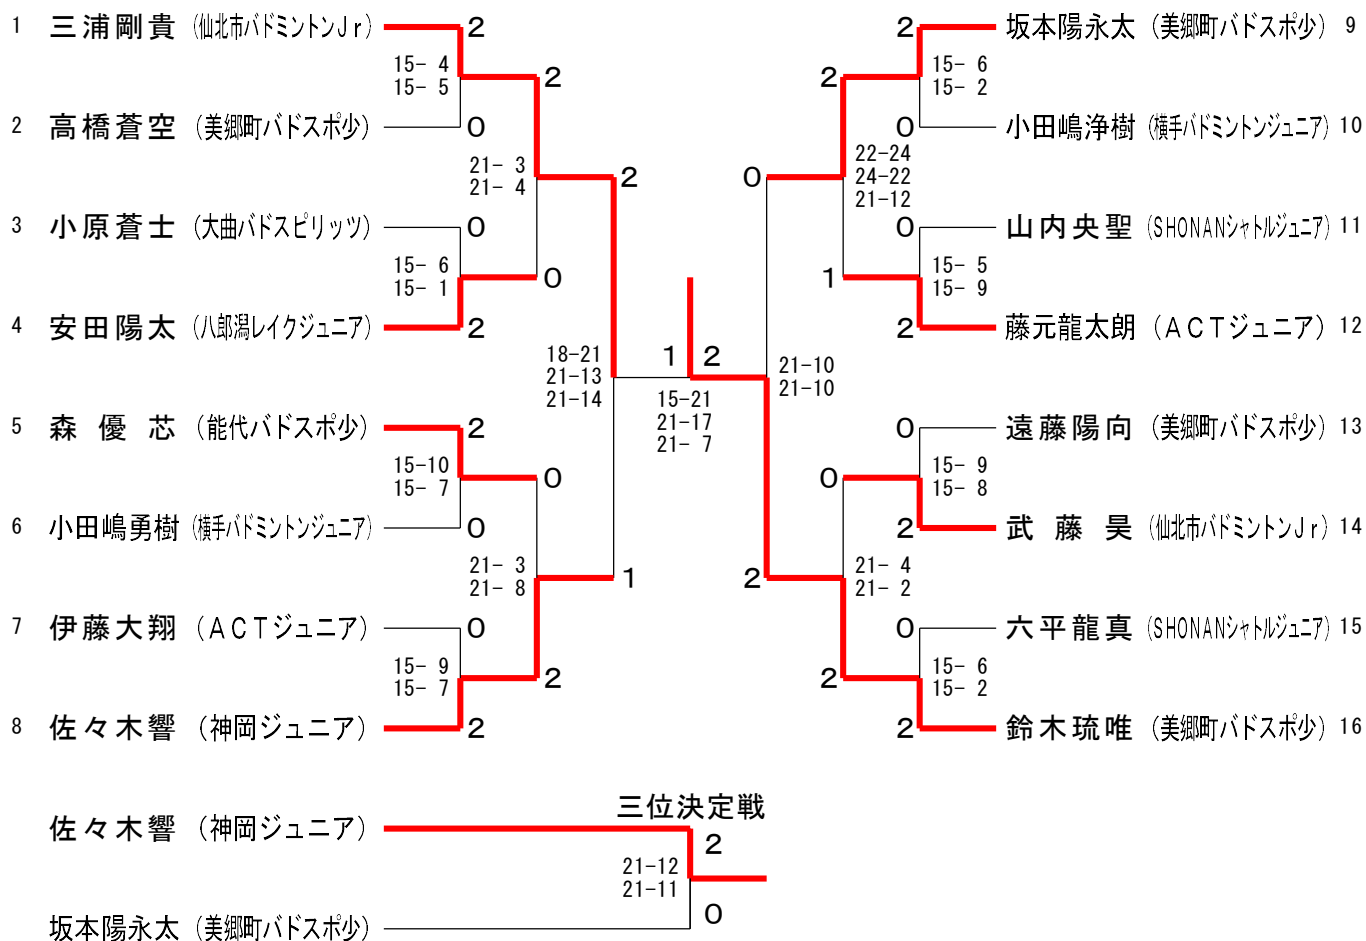 1 三浦剛貴 (仙北市バドミントンJr) 2
15- 4
15- 5
2
2 高橋蒼空 (美郷町バドスポ少) 0
21- 3
21- 4
2
3 小原蒼士 (大曲バドスピリッツ) 0
15- 6
15- 1
0
4 安田陽太 (八郎潟レイクジュニア) 2
18-21
21-13
21-14
5 森優芯 (能代バドスポ少) 2
15-10
15- 7
0
6 小田嶋勇樹 (横手バドミントンジュニア) 0
21- 3
21- 8
1
7 伊藤大翔 (ACTジュニア) 0
15- 9
15- 7
2
8 佐々木響 (神岡ジュニア) 2
1 2
15-21
21-17
21- 7
2 坂本陽永太 (美郷町バドスポ少) 9
15- 6
15- 2
2
0 小田嶋浄樹 (横手バドミントンジュニア) 10
22-24
24-22
21-12
0
0 山内央聖 (SHONANシャトルジュニア) 11
15- 5
15- 9
1
2 藤元龍太朗 (ACTジュニア) 12
21-10
21-10
0 遠藤陽向 (美郷町バドスポ少) 13
15- 9
15- 8
0
2 武藤昊 (仙北市バドミントンJr) 14
21- 4
21- 2
2
0 六平龍真 (SHONANシャトルジュニア) 15
15- 6
15- 2
2
2 鈴木琉唯 (美郷町バドスポ少) 16
三位決定戦
佐々木響 (神岡ジュニア)
2
21-12
21-11
0
坂本陽永太 (美郷町バドスポ少)